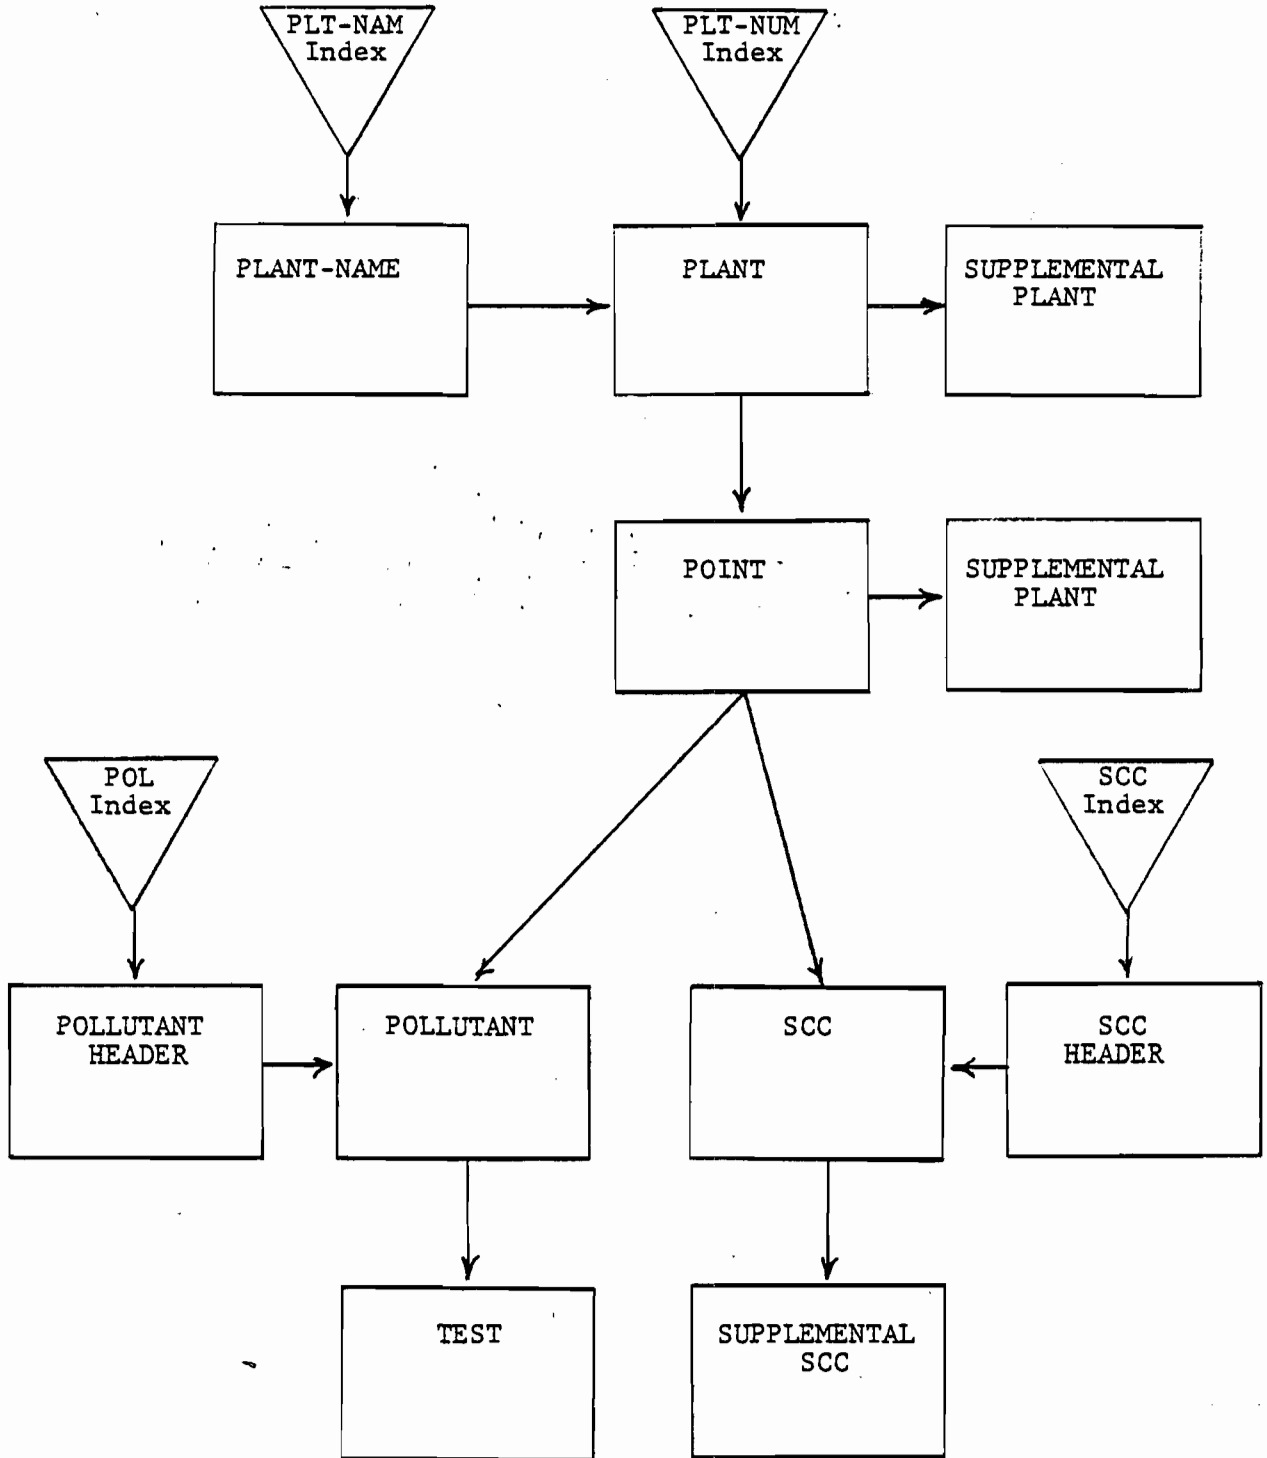 PLT-NAM
Index
PLT-NUM
Index
PLANT-NAME
PLANT
SUPPLEMENTAL
PLANT
POINT
SUPPLEMENTAL
PLANT
POL
Index
SCC
Index
POLLUTANT
HEADER
POLLUTANT
SCC
SCC
HEADER
TEST
SUPPLEMENTAL
SCC